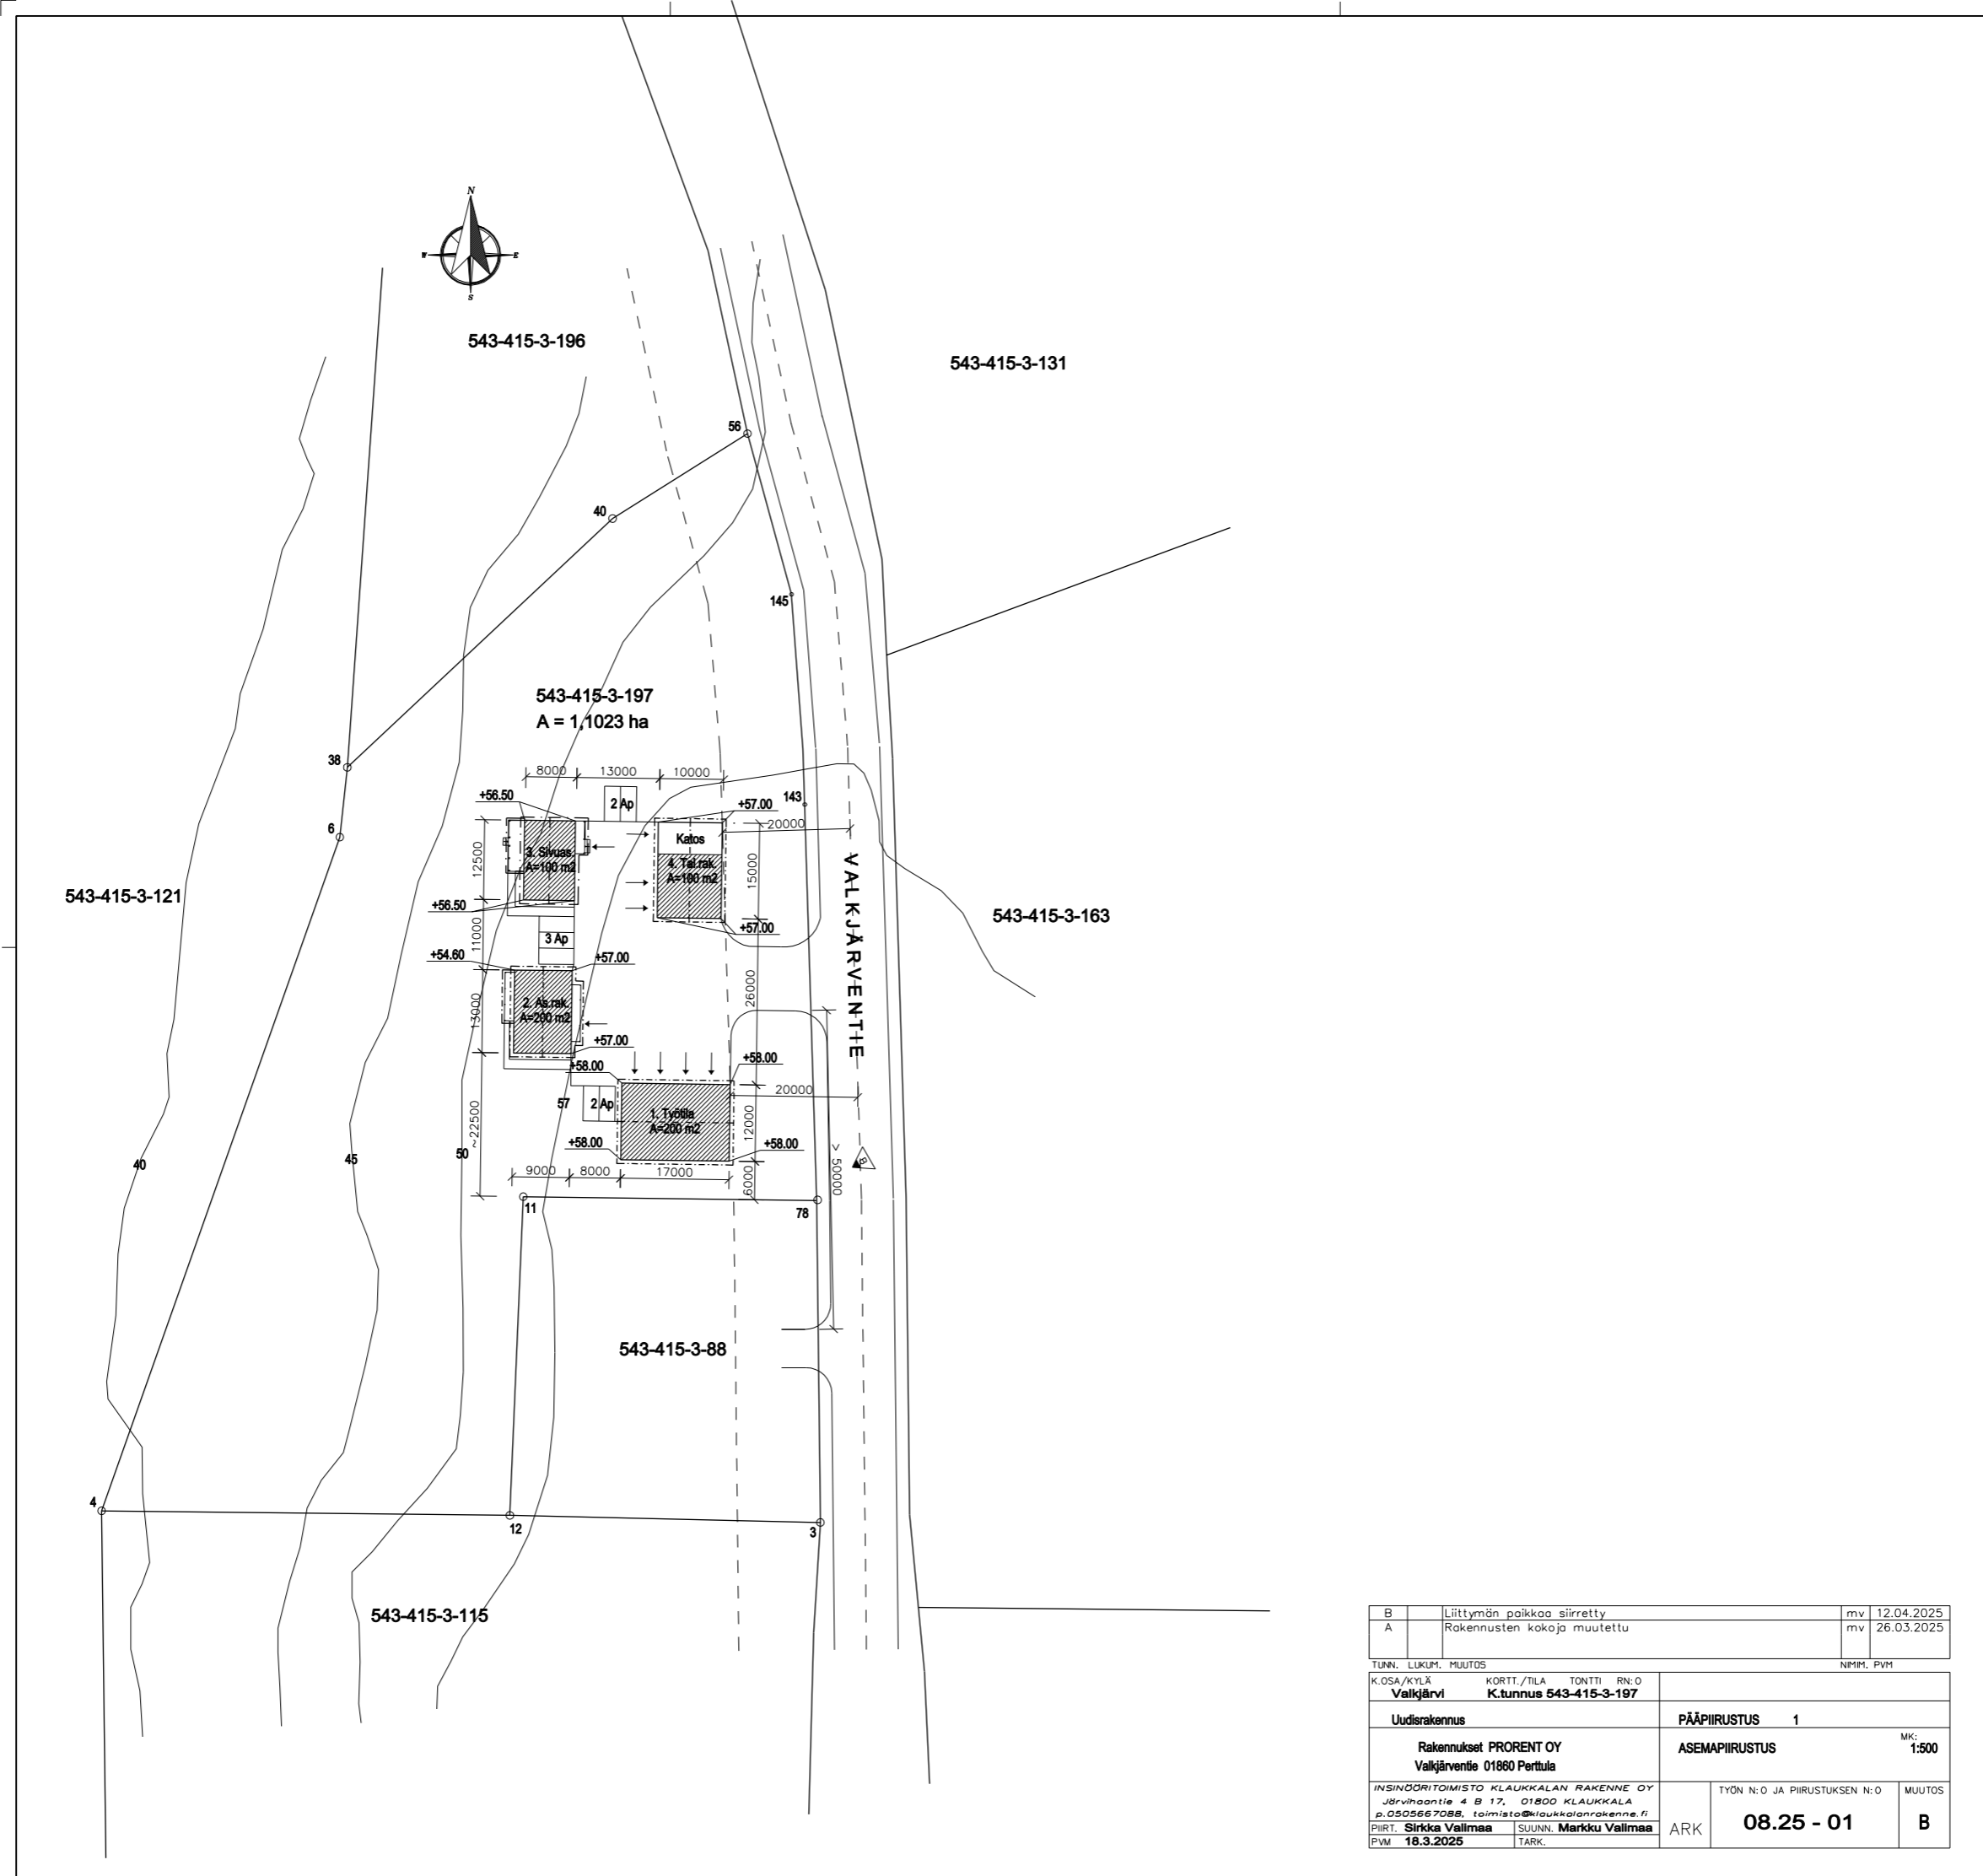 N
W
E
S
543-415-3-196
543-415-3-131
56
40
145
543-415-3-197
A = 1,1023 ha
38
8000
13000
10000
+56.50
2 Ap
143
+57.00
20000
6
Katos
12500
3. Sivuas.
A=100 m2
4. Tal.rak.
A=100 m2
15000
VALKJÄRVENTIE
543-415-3-121
+56.50
543-415-3-163
+57.00
11000
3 Ap
+54.60
+57.00
26000
13000
2. As.rak.
A=200 m2
+57.00
+58.00
+58.00
20000
57
2 Ap
1. Työtila
A=200 m2
12000
~22500
+58.00
+58.00
> 50000
B
40
45
50
9000
8000
17000
6000
11
78
543-415-3-88
4
12
3
543-415-3-115
B Liittymän paikkaa siirretty mv 12.04.2025
A Rakennusten kokoja muutettu mv 26.03.2025
TUNN. LUKUM. MUUTOS NIMIM. PVM
K.OSA/KYLÄ KORTT./TILA TONTTI RN:O
Valkjärvi K.tunnus 543-415-3-197
Uudisrakennus PÄÄPIIRUSTUS 1
Rakennukset PRORENT OY ASEMAPIIRUSTUS MK: 1:500
Valkjärventie 01860 Perttula
INSINÖÖRITOIMISTO KLAUKKALAN RAKENNE OY
Järvihaantie 4 B 17, 01800 KLAUKKALA
p.0505667088, toimisto@klaukkalanrakenne.fi
TYÖN N:O JA PIIRUSTUKSEN N:O MUUTOS
ARK 08.25 - 01 B
PIIRT. Sirkka Valimaa SUUNN. Markku Valimaa
PVM 18.3.2025 TARK.